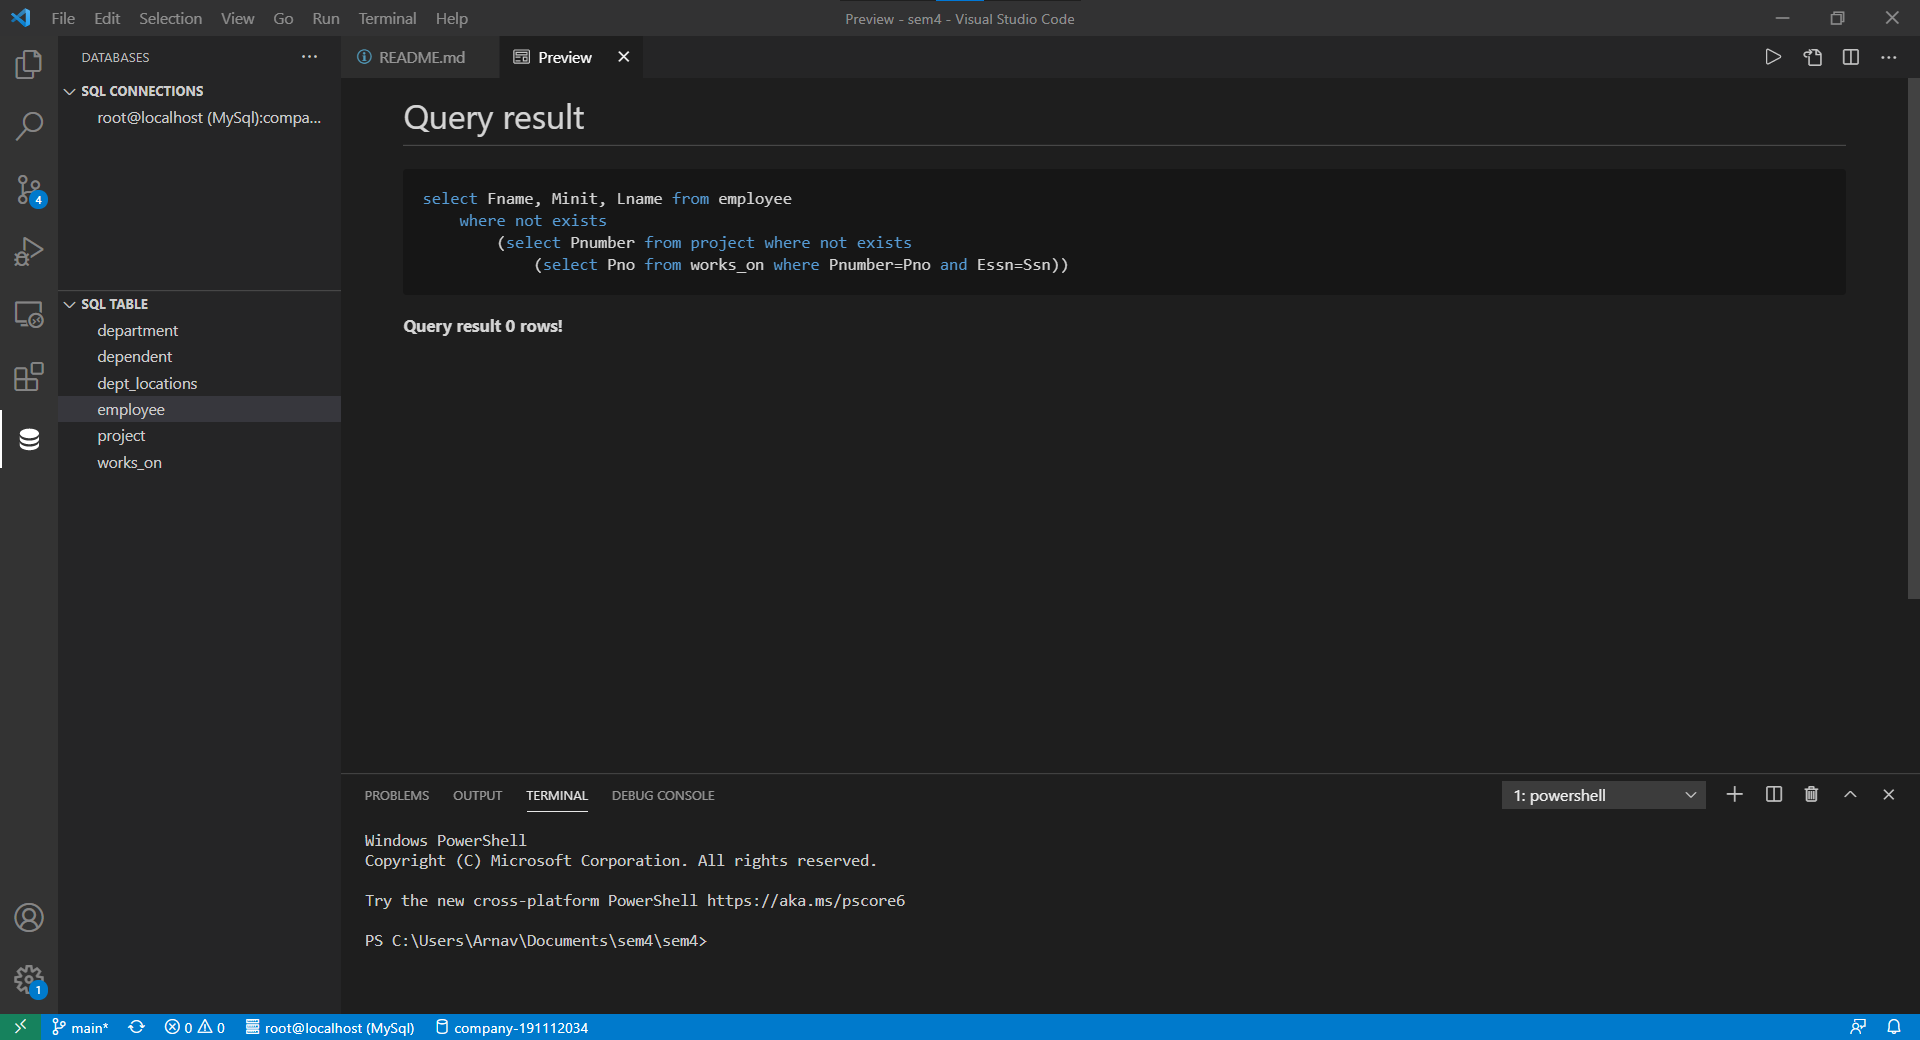 File Edit Selection View Go Run Terminal Help
Preview - sem4 - Visual Studio Code
DATABASES
SQL CONNECTIONS
root@localhost (MySql):compa...
SQL TABLE
department
dependent
dept_locations
employee
project
works_on
4
1
README.md
Preview
Query result
select Fname, Minit, Lname from employee
where not exists
(select Pnumber from project where not exists
(select Pno from works_on where Pnumber=Pno and Essn=Ssn))
Query result 0 rows!
PROBLEMS OUTPUT TERMINAL DEBUG CONSOLE
1: powershell
Windows PowerShell
Copyright (C) Microsoft Corporation. All rights reserved.
Try the new cross-platform PowerShell https://aka.ms/pscore6
PS C:\Users\Arnav\Documents\sem4\sem4>
main* 0 0 root@localhost (MySql) company-191112034